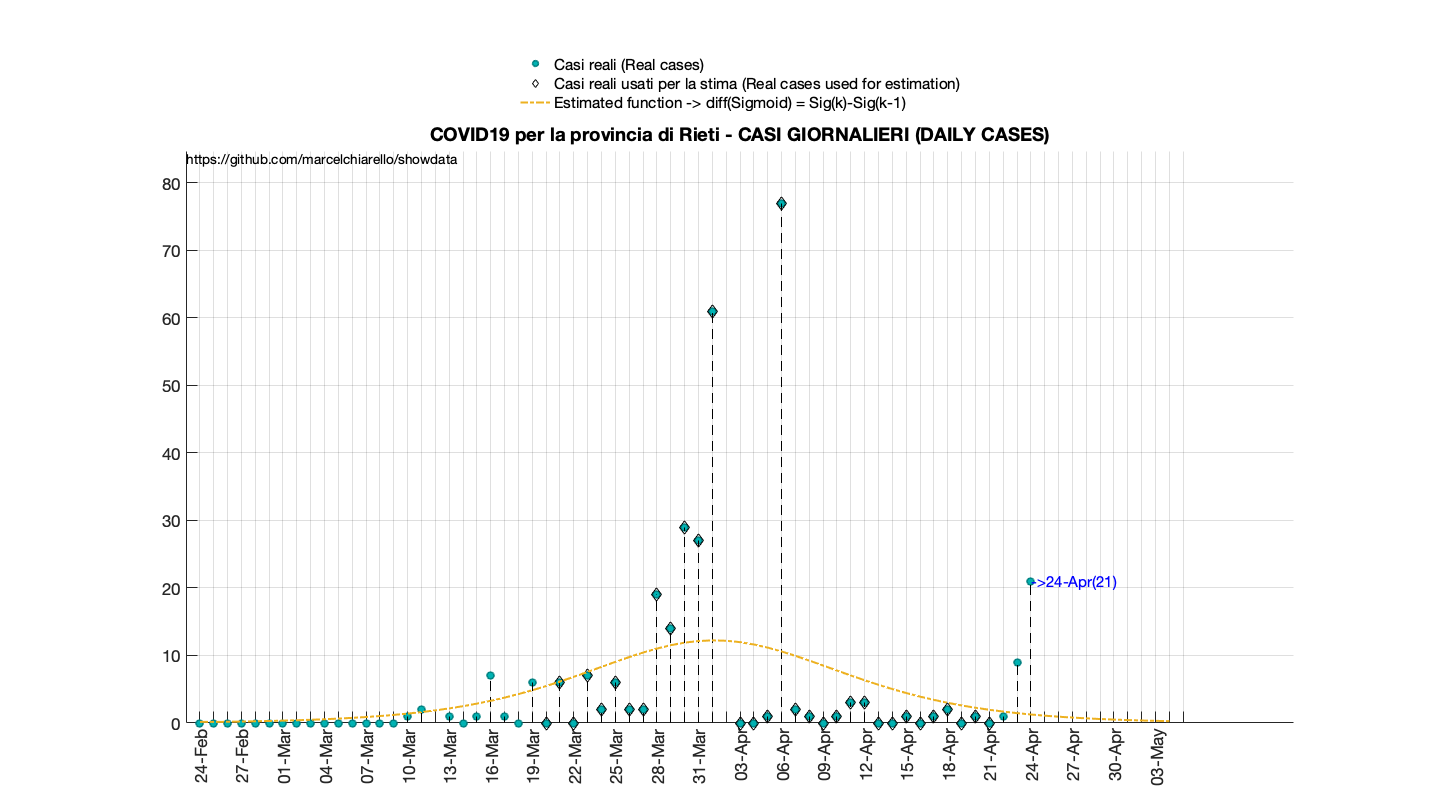 Casi reali (Real cases)
Casi reali usati per la stima (Real cases used for estimation)
Estimated function -> diff(Sigmoid) = Sig(k)-Sig(k-1)
COVID19 per la provincia di Rieti - CASI GIORNALIERI (DAILY CASES)
https://github.com/marcelchiarello/showdata
80
70
60
50
40
30
20
10
0
->24-Apr(21)
24-Feb
27-Feb
01-Mar
04-Mar
07-Mar
10-Mar
13-Mar
16-Mar
19-Mar
22-Mar
25-Mar
28-Mar
31-Mar
03-Apr
06-Apr
09-Apr
12-Apr
15-Apr
18-Apr
21-Apr
24-Apr
27-Apr
30-Apr
03-May